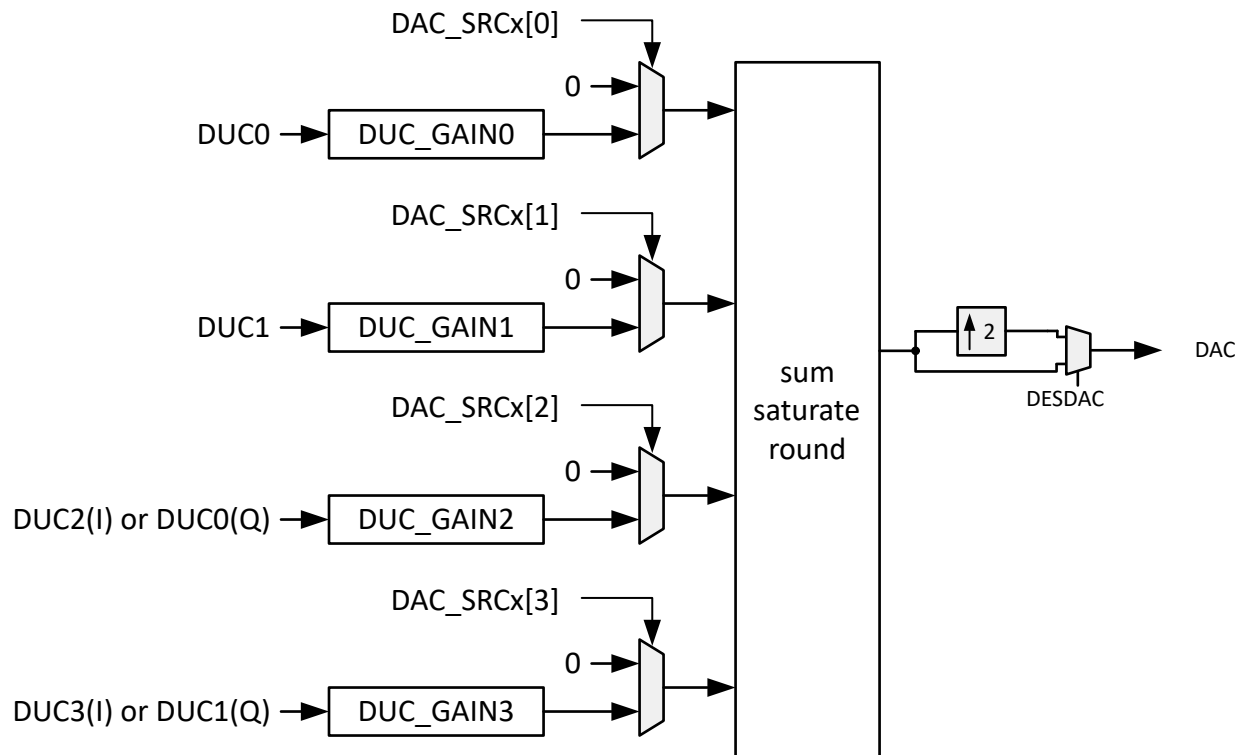 DAC_SRCx[0]
0
DUC0
DUC_GAIN0
DAC_SRCx[1]
0
DUC1
DUC_GAIN1
sum
saturate
round
2
DAC
DESDAC
DAC_SRCx[2]
0
DUC2(I) or DUC0(Q)
DUC_GAIN2
DAC_SRCx[3]
0
DUC3(I) or DUC1(Q)
DUC_GAIN3